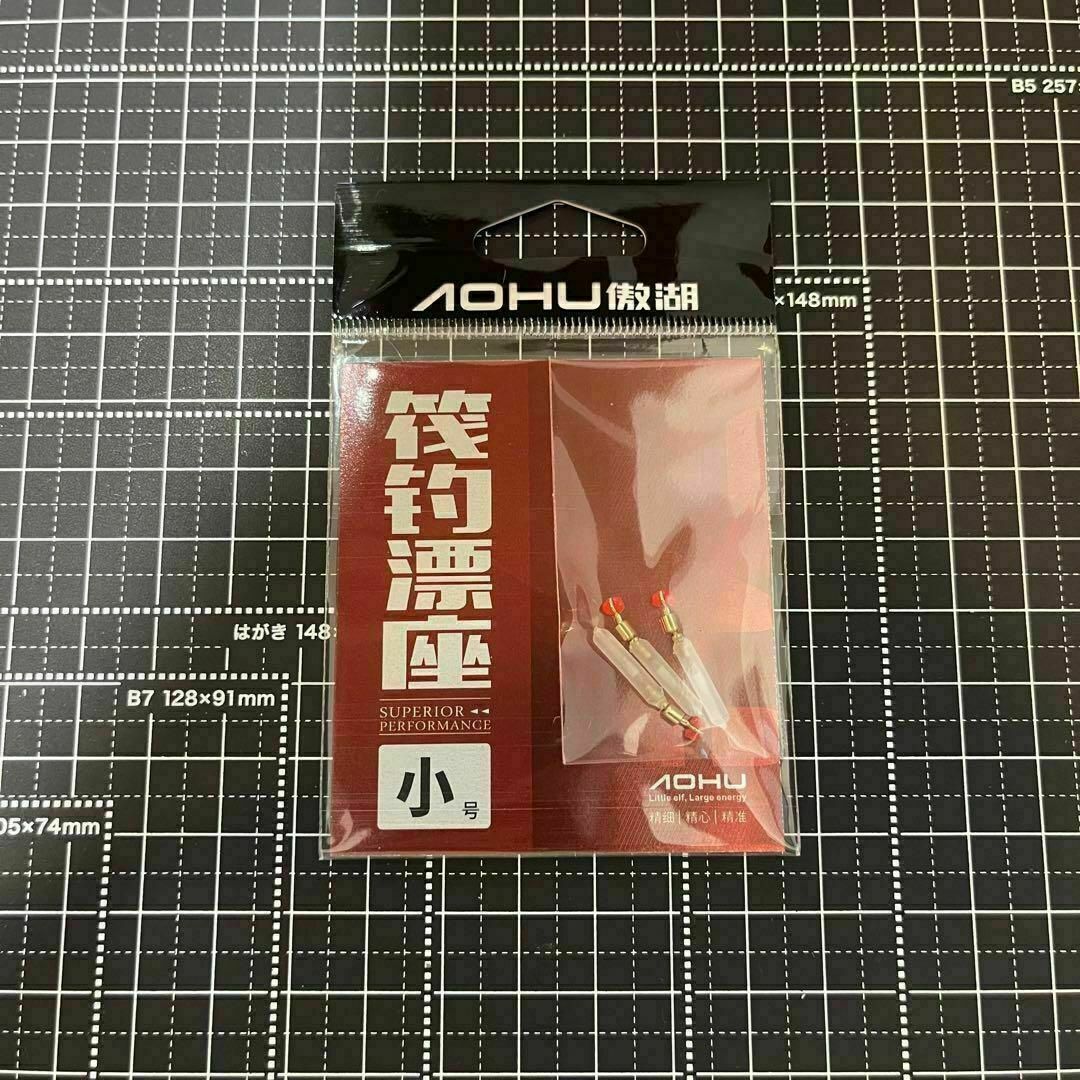 B5 257×
×148mm
AOHU傲湖
筏钓漂座
SUPERIOR
PERFORMANCE
小号
AOHU
Little elf, Large energy
精细|精心|精准
はがき 148×
B7 128×91mm
05×74mm